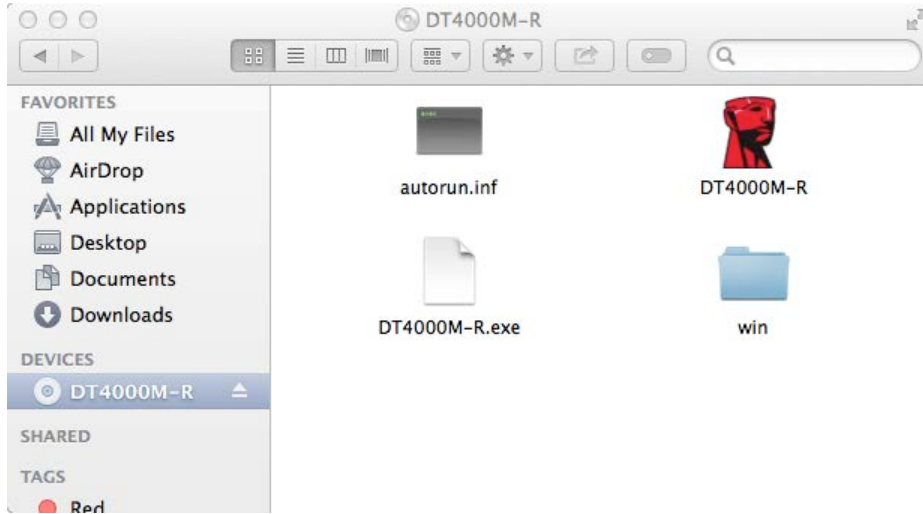 DT4000M-R
FAVORITES
All My Files
AirDrop
Applications
Desktop
Documents
Downloads
DEVICES
DT4000M-R
SHARED
TAGS
Red
autorun.inf
DT4000M-R
DT4000M-R.exe
win